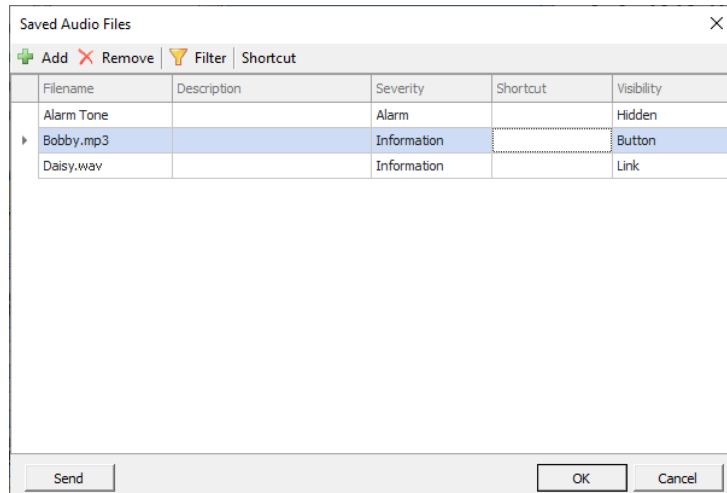 Saved Audio Files
Add Remove Filter Shortcut
Filename Description Severity Shortcut Visibility
Alarm Tone Alarm Hidden
Bobby.mp3 Information Button
Daisy.wav Information Link
Send OK Cancel